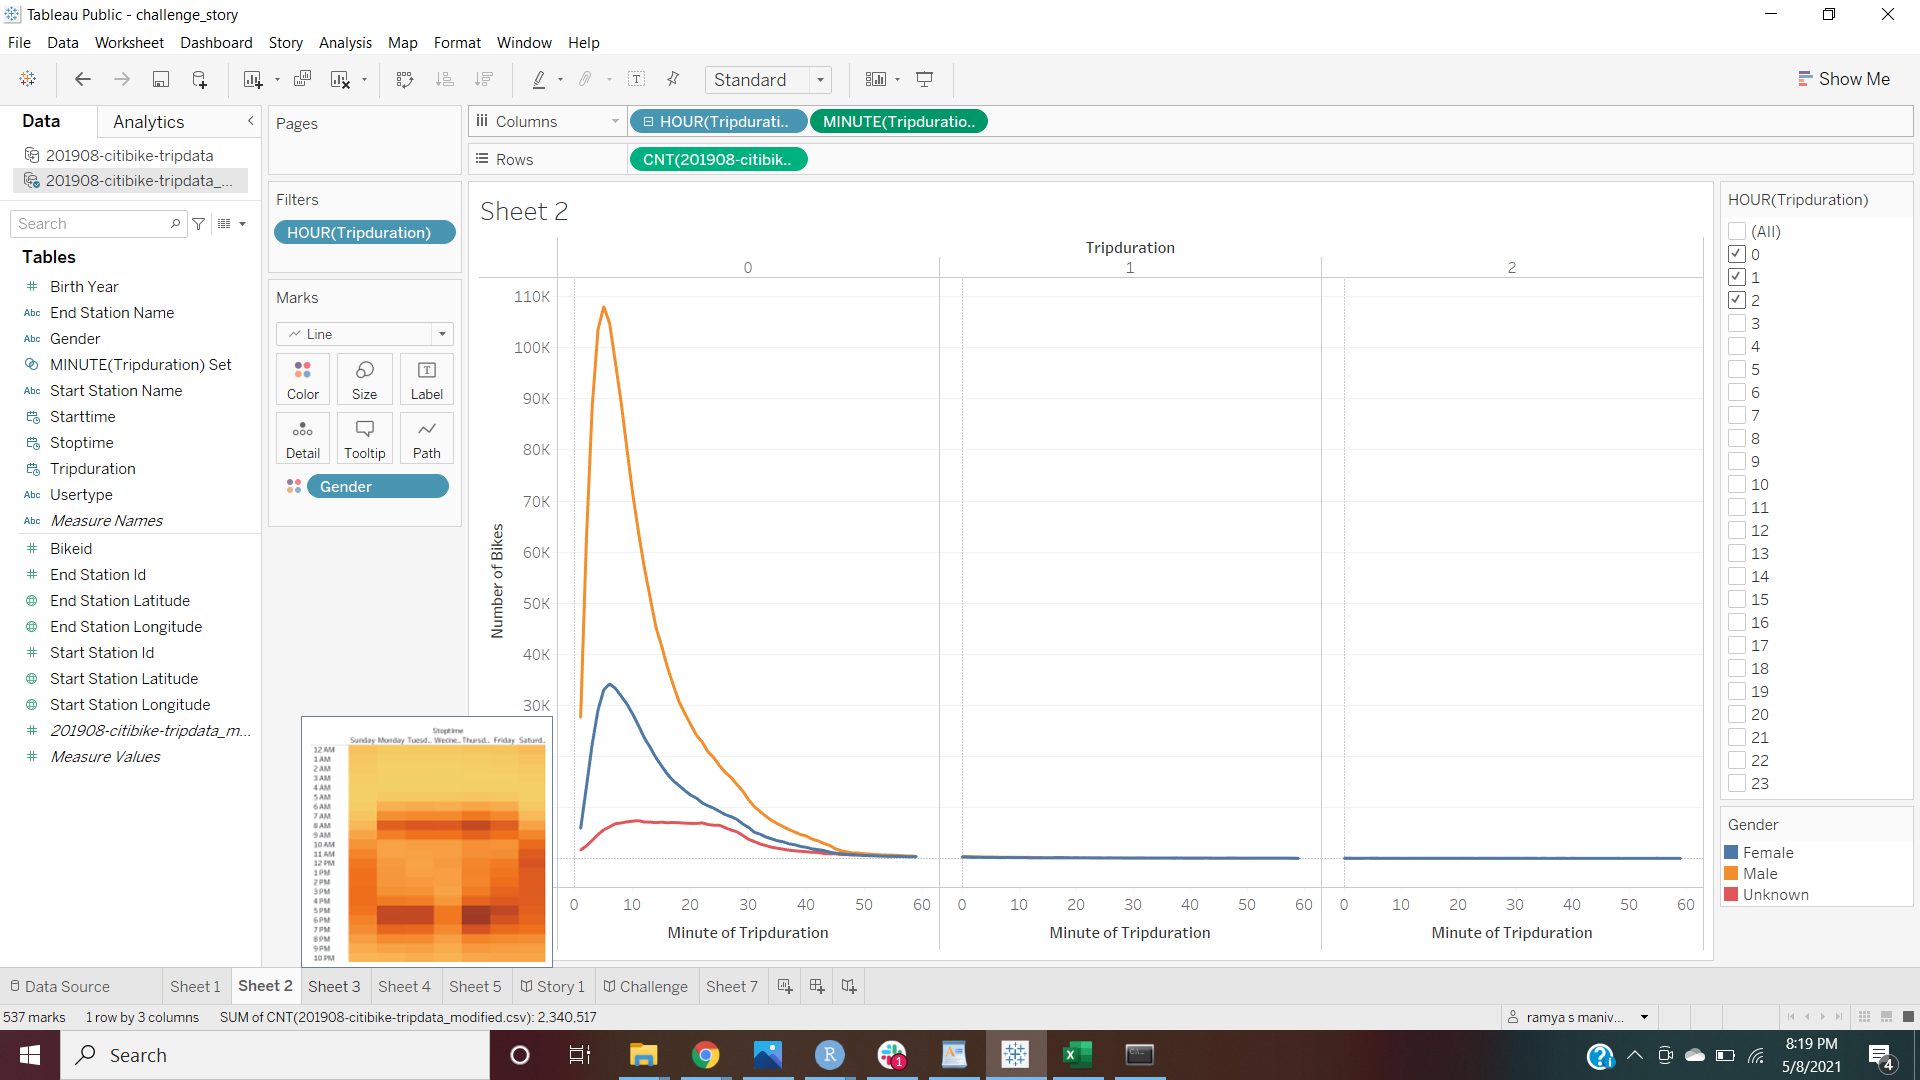 Tableau Public - challenge_story
File Data Worksheet Dashboard Story Analysis Map Format Window Help
Standard
Show Me
Data
Analytics
201908-citibike-tripdata
201908-citibike-tripdata_...
Search
Tables
Birth Year
Abc End Station Name
Abc Gender
MINUTE(Tripduration) Set
Abc Start Station Name
Starttime
Stoptime
Tripduration
Abc Usertype
Abc Measure Names
Bikeid
End Station Id
End Station Latitude
End Station Longitude
Start Station Id
Start Station Latitude
Start Station Longitude
201908-citibike-tripdata_m...
Measure Values
Pages
Filters
HOUR(Tripduration)
Marks
Line
Color Size Label
Detail Tooltip Path
Gender
Columns
HOUR(Tripdurati.. MINUTE(Tripduratio..
Rows
CNT(201908-citibik..
Sheet 2
Tripduration
0 1 2
Number of Bikes
110K
100K
90K
80K
70K
60K
50K
40K
30K
0 10 20 30 40 50 60 0 10 20 30 40 50 60 0 10 20 30 40 50 60
Minute of Tripduration Minute of Tripduration Minute of Tripduration
Stoptime
Sunday Monday Tuesd.. Wedne.. Thursd.. Friday Saturd..
12 AM
1 AM
2 AM
3 AM
4 AM
5 AM
6 AM
7 AM
8 AM
9 AM
10 AM
11 AM
12 PM
1 PM
2 PM
3 PM
4 PM
5 PM
6 PM
7 PM
8 PM
9 PM
10 PM
HOUR(Tripduration)
(All)
0
1
2
3
4
5
6
7
8
9
10
11
12
13
14
15
16
17
18
19
20
21
22
23
Gender
Female
Male
Unknown
Data Source Sheet 1 Sheet 2 Sheet 3 Sheet 4 Sheet 5 Story 1 Challenge Sheet 7
537 marks 1 row by 3 columns SUM of CNT(201908-citibike-tripdata_modified.csv): 2,340,517
ramya s maniv...
Search
1
8:19 PM
5/8/2021
4